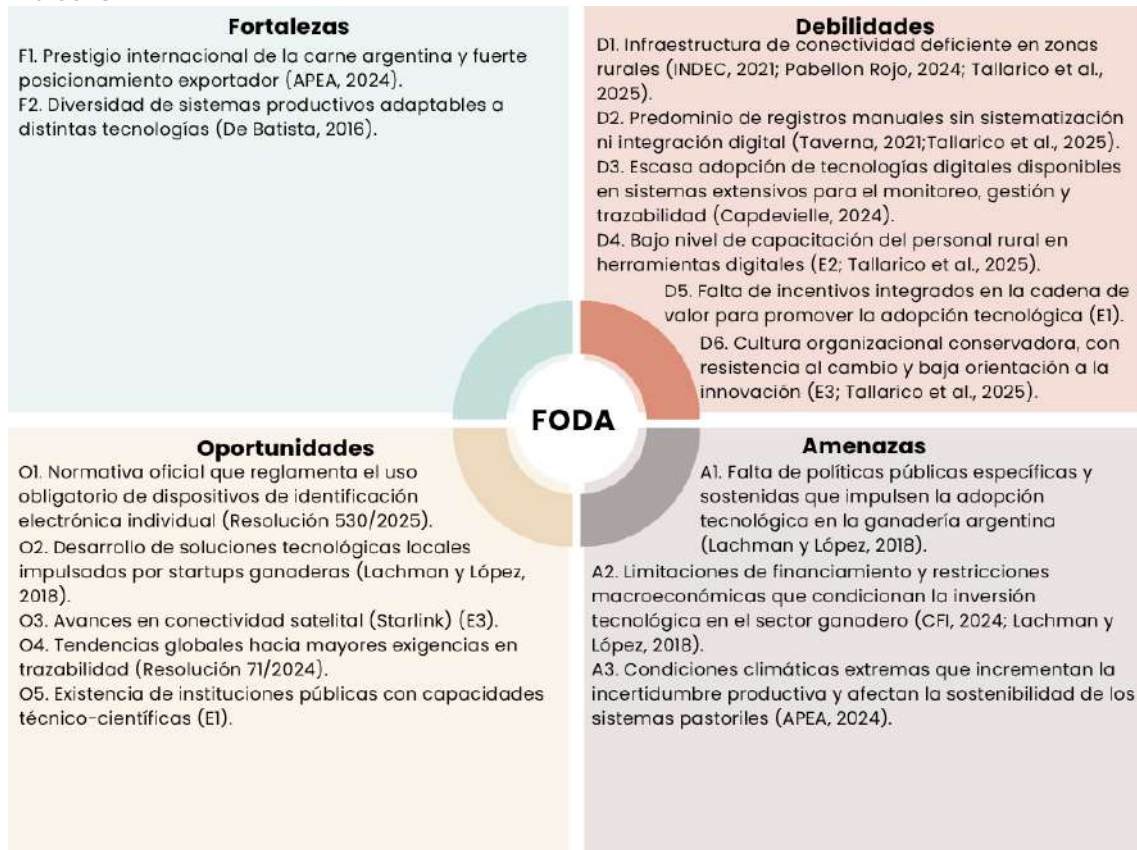 Fortalezas
F1. Prestigio internacional de la carne argentina y fuerte
posicionamiento exportador (APEA, 2024).
F2. Diversidad de sistemas productivos adaptables a
distintas tecnologías (De Batista, 2016).
Debilidades
D1. Infraestructura de conectividad deficiente en zonas
rurales (INDEC, 2021; Pabellon Rojo, 2024; Tallarico et al.,
2025).
D2. Predominio de registros manuales sin sistematización
ni integración digital (Taverna, 2021;Tallarico et al., 2025).
D3. Escasa adopción de tecnologías digitales disponibles
en sistemas extensivos para el monitoreo, gestión y
trazabilidad (Capdevielle, 2024).
D4. Bajo nivel de capacitación del personal rural en
herramientas digitales (E2; Tallarico et al., 2025).
D5. Falta de incentivos integrados en la cadena de
valor para promover la adopción tecnológica (E1).
D6. Cultura organizacional conservadora, con
resistencia al cambio y baja orientación a la
innovación (E3; Tallarico et al., 2025).
FODA
Oportunidades
O1. Normativa oficial que reglamenta el uso
obligatorio de dispositivos de identificación
electrónica individual (Resolución 530/2025).
O2. Desarrollo de soluciones tecnológicas locales
impulsadas por startups ganaderas (Lachman y López,
2018).
O3. Avances en conectividad satelital (Starlink) (E3).
O4. Tendencias globales hacia mayores exigencias en
trazabilidad (Resolución 71/2024).
O5. Existencia de instituciones públicas con capacidades
técnico-científicas (E1).
Amenazas
A1. Falta de políticas públicas específicas y
sostenidas que impulsen la adopción
tecnológica en la ganadería argentina
(Lachman y López, 2018).
A2. Limitaciones de financiamiento y restricciones
macroeconómicas que condicionan la inversión
tecnológica en el sector ganadero (CFI, 2024; Lachman y
López, 2018).
A3. Condiciones climáticas extremas que incrementan la
incertidumbre productiva y afectan la sostenibilidad de los
sistemas pastoriles (APEA, 2024).